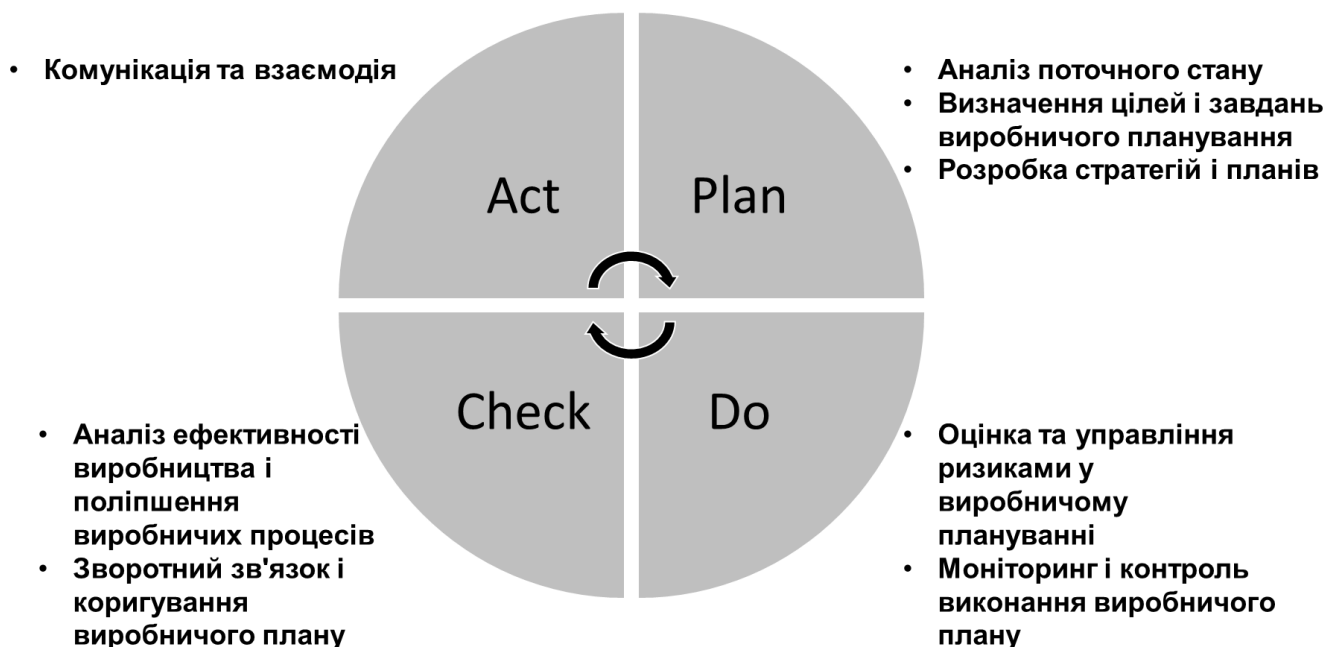 • Комунікація та взаємодія
Act
Plan
• Аналіз поточного стану
• Визначення цілей і завдань
виробничого планування
• Розробка стратегій і планів
Check
Do
• Аналіз ефективності
виробництва і
поліпшення
виробничих процесів
• Зворотний зв'язок і
коригування
виробничого плану
• Оцінка та управління
ризиками у
виробничому
плануванні
• Моніторинг і контроль
виконання виробничого
плану